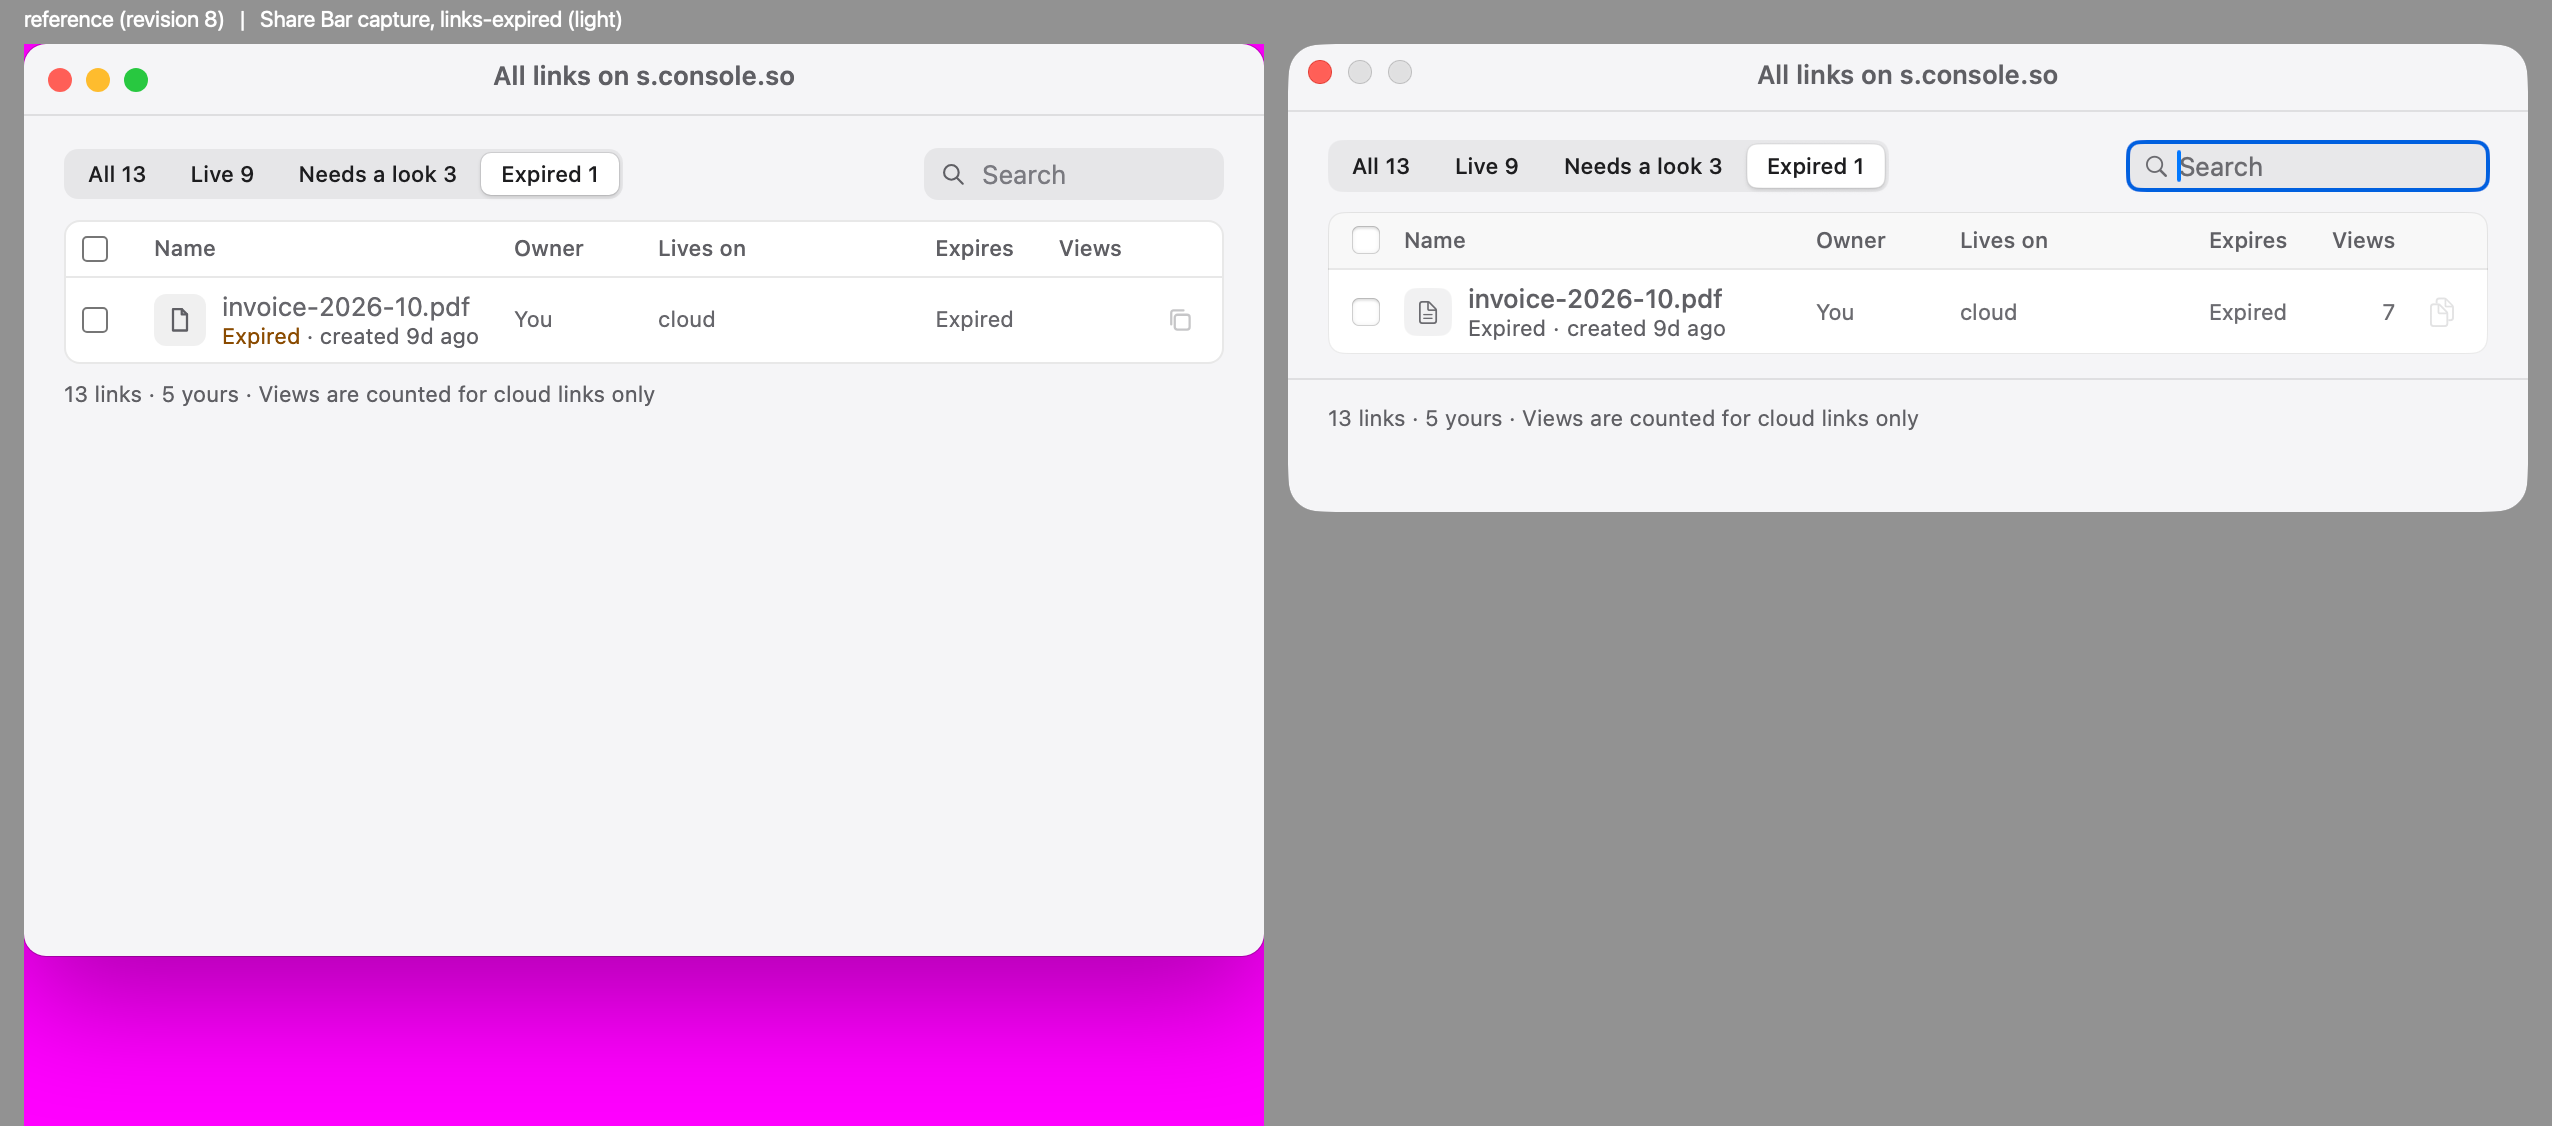 reference (revision 8) | Share Bar capture, links-expired (light)
All links on s.console.so
All 13 Live 9 Needs a look 3 Expired 1 Search
Name Owner Lives on Expires Views
invoice-2026-10.pdf You cloud Expired
Expired · created 9d ago
13 links · 5 yours · Views are counted for cloud links only
All links on s.console.so
All 13 Live 9 Needs a look 3 Expired 1 Search
Name Owner Lives on Expires Views
invoice-2026-10.pdf You cloud Expired 7
Expired · created 9d ago
13 links · 5 yours · Views are counted for cloud links only